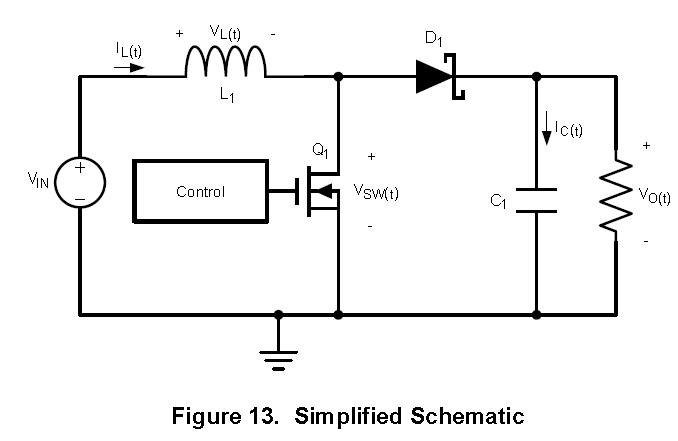 + VL(t) -
IL(t)
L1
D1
IC(t)
VIN
+
-
Control
Q1
+
VSW(t)
-
C1
+
VO(t)
-
Figure 13. Simplified Schematic